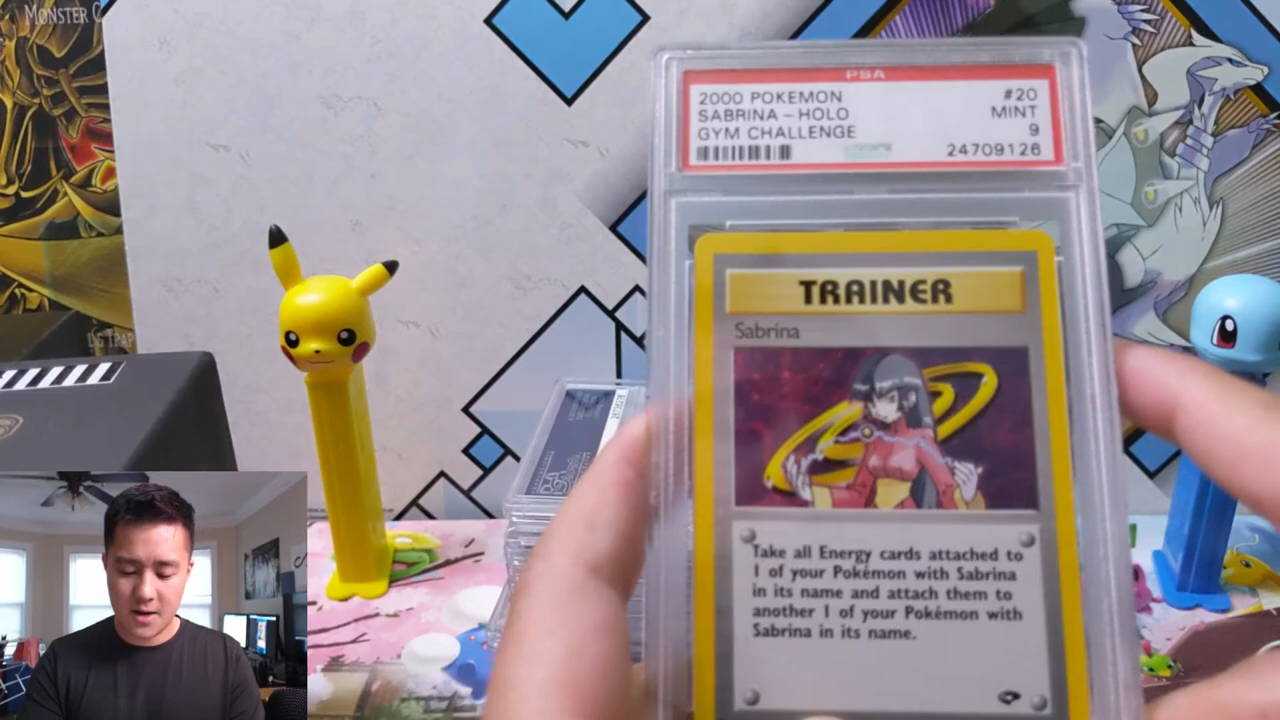 MONSTER C
PSA
2000 POKEMON #20
SABRINA – HOLO MINT
GYM CHALLENGE 9
24709128
TRAINER
Sabrina
Take all Energy cards attached to
1 of your Pokémon with Sabrina
in its name and attach them to
another 1 of your Pokémon with
Sabrina in its name.